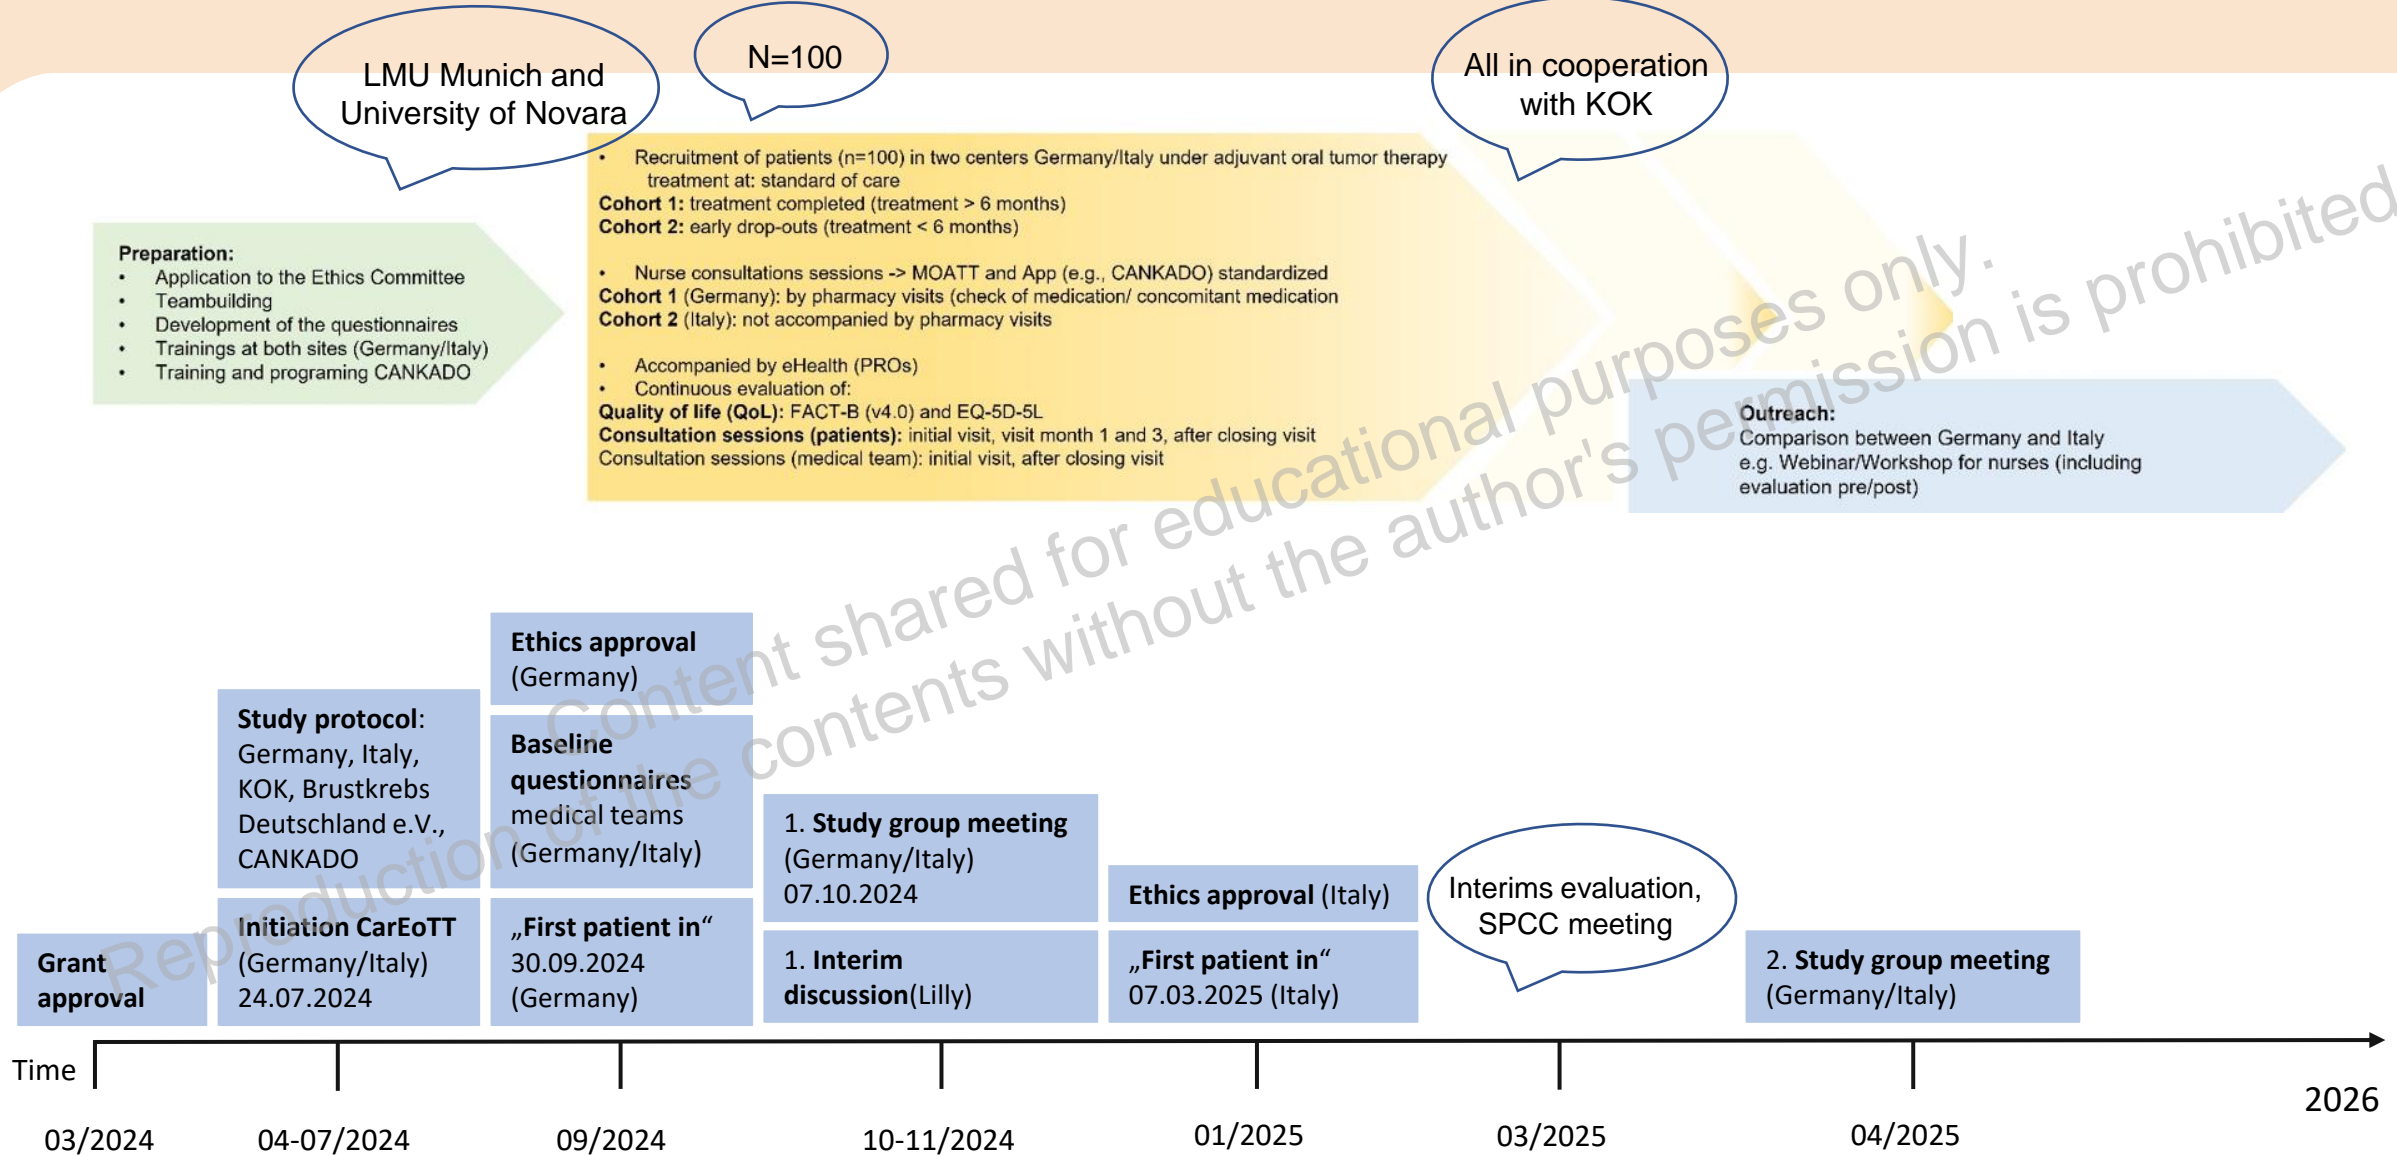 LMU Munich and
University of Novara
N=100
All in cooperation
with KOK
Preparation:
• Application to the Ethics Committee
• Teambuilding
• Development of the questionnaires
• Trainings at both sites (Germany/Italy)
• Training and programing CANKADO
• Recruitment of patients (n=100) in two centers Germany/Italy under adjuvant oral tumor therapy
treatment at: standard of care
Cohort 1: treatment completed (treatment > 6 months)
Cohort 2: early drop-outs (treatment < 6 months)
• Nurse consultations sessions -> MOATT and App (e.g., CANKADO) standardized
Cohort 1 (Germany): by pharmacy visits (check of medication/ concomitant medication
Cohort 2 (Italy): not accompanied by pharmacy visits
• Accompanied by eHealth (PROs)
• Continuous evaluation of:
Quality of life (QoL): FACT-B (v4.0) and EQ-5D-5L
Consultation sessions (patients): initial visit, visit month 1 and 3, after closing visit
Consultation sessions (medical team): initial visit, after closing visit
Outreach:
Comparison between Germany and Italy
e.g. Webinar/Workshop for nurses (including
evaluation pre/post)
Content shared for educational purposes only.
Reproduction of the contents without the author's permission is prohibited
Grant
approval
Study protocol:
Germany, Italy,
KOK, Brustkrebs
Deutschland e.V.,
CANKADO
Initiation CarEoTT
(Germany/Italy)
24.07.2024
Ethics approval
(Germany)
Baseline
questionnaires
medical teams
(Germany/Italy)
„First patient in“
30.09.2024
(Germany)
1. Study group meeting
(Germany/Italy)
07.10.2024
1. Interim
discussion(Lilly)
Ethics approval (Italy)
„First patient in“
07.03.2025 (Italy)
Interims evaluation,
SPCC meeting
2. Study group meeting
(Germany/Italy)
Time
03/2024
04-07/2024
09/2024
10-11/2024
01/2025
03/2025
04/2025
2026